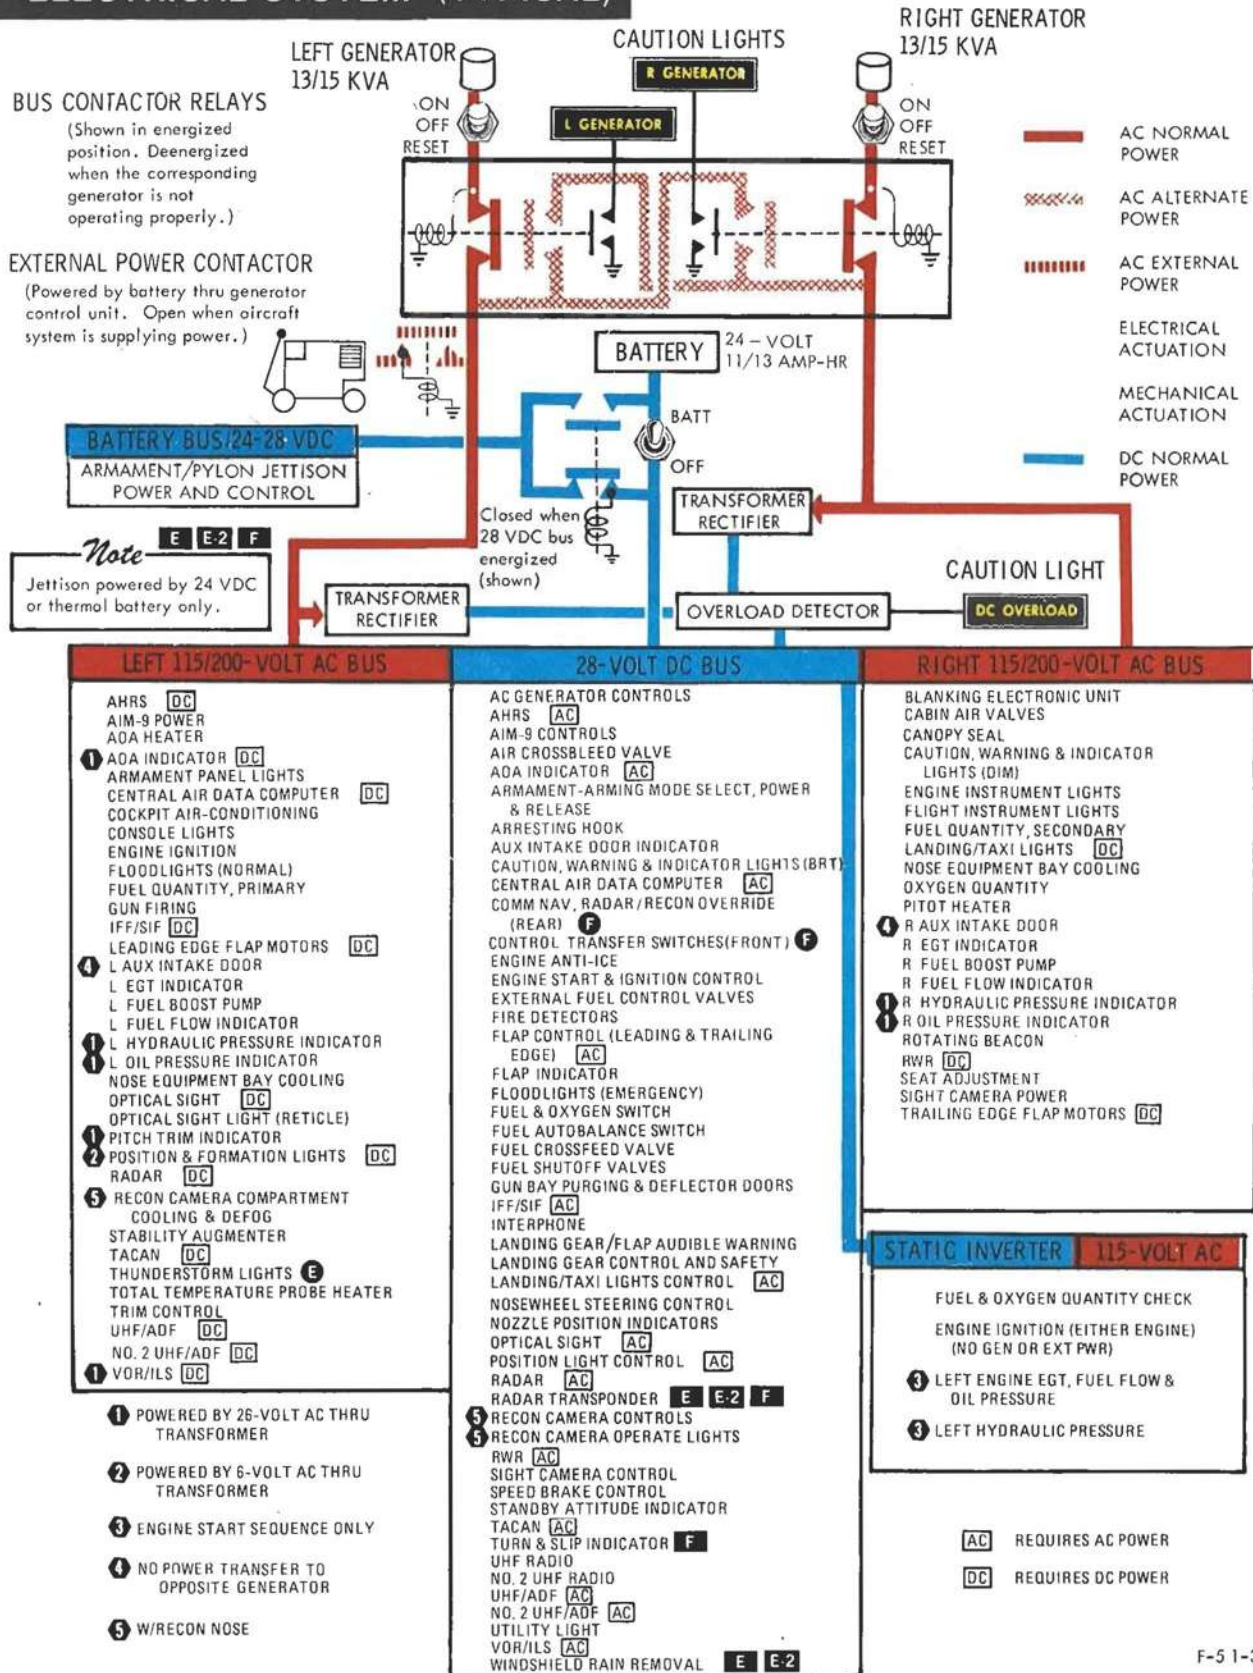 ELECTRICAL SYSTEM (TYPICAL)
LEFT GENERATOR
13/15 KVA
CAUTION LIGHTS
R GENERATOR
L GENERATOR
RIGHT GENERATOR
13/15 KVA
ON
OFF
RESET
ON
OFF
RESET
BUS CONTACTOR RELAYS
(Shown in energized
position. Deenergized
when the corresponding
generator is not
operating properly.)
EXTERNAL POWER CONTACTOR
(Powered by battery thru generator
control unit. Open when aircraft
system is supplying power.)
AC NORMAL
POWER
AC ALTERNATE
POWER
AC EXTERNAL
POWER
ELECTRICAL
ACTUATION
MECHANICAL
ACTUATION
DC NORMAL
POWER
BATTERY
24-VOLT
11/13 AMP-HR
BATT
OFF
BATTERY BUS/24-28 VDC
ARMAMENT/PYLON JETTISON
POWER AND CONTROL
E E-2 F
Note
Jettison powered by 24 VDC
or thermal battery only.
Closed when
28 VDC bus
energized
(shown)
TRANSFORMER
RECTIFIER
TRANSFORMER
RECTIFIER
OVERLOAD DETECTOR
CAUTION LIGHT
DC OVERLOAD
LEFT 115/200-VOLT AC BUS
AHRS DC
AIM-9 POWER
AOA HEATER
1 AOA INDICATOR DC
ARMAMENT PANEL LIGHTS
CENTRAL AIR DATA COMPUTER DC
COCKPIT AIR-CONDITIONING
CONSOLE LIGHTS
ENGINE IGNITION
FLOODLIGHTS (NORMAL)
FUEL QUANTITY, PRIMARY
GUN FIRING
IFF/SIF DC
LEADING EDGE FLAP MOTORS DC
4 L AUX INTAKE DOOR
L EGT INDICATOR
L FUEL BOOST PUMP
L FUEL FLOW INDICATOR
1 L HYDRAULIC PRESSURE INDICATOR
1 L OIL PRESSURE INDICATOR
NOSE EQUIPMENT BAY COOLING
OPTICAL SIGHT DC
OPTICAL SIGHT LIGHT (RETICLE)
1 PITCH TRIM INDICATOR
2 POSITION & FORMATION LIGHTS DC
RADAR DC
5 RECON CAMERA COMPARTMENT
COOLING & DEFOG
STABILITY AUGMENTER
TACAN DC
THUNDERSTORM LIGHTS E
TOTAL TEMPERATURE PROBE HEATER
TRIM CONTROL
UHF/ADF DC
NO. 2 UHF/ADF DC
1 VOR/ILS DC
28-VOLT DC BUS
AC GENERATOR CONTROLS
AHRS AC
AIM-9 CONTROLS
AIR CROSSBLEED VALVE
AOA INDICATOR AC
ARMAMENT-ARMING MODE SELECT, POWER
& RELEASE
ARRESTING HOOK
AUX INTAKE DOOR INDICATOR
CAUTION, WARNING & INDICATOR LIGHTS (BRT)
CENTRAL AIR DATA COMPUTER AC
COMM NAV, RADAR/RECON OVERRIDE
(REAR) F
CONTROL TRANSFER SWITCHES(FRONT) F
ENGINE ANTI-ICE
ENGINE START & IGNITION CONTROL
EXTERNAL FUEL CONTROL VALVES
FIRE DETECTORS
FLAP CONTROL (LEADING & TRAILING
EDGE) AC
FLAP INDICATOR
FLOODLIGHTS (EMERGENCY)
FUEL & OXYGEN SWITCH
FUEL AUTOBALANCE SWITCH
FUEL CROSSFEED VALVE
FUEL SHUTOFF VALVES
GUN BAY PURGING & DEFLECTOR DOORS
IFF/SIF AC
INTERPHONE
LANDING GEAR/FLAP AUDIBLE WARNING
LANDING GEAR CONTROL AND SAFETY
LANDING/TAXI LIGHTS CONTROL AC
NOSEWHEEL STEERING CONTROL
NOZZLE POSITION INDICATORS
OPTICAL SIGHT AC
POSITION LIGHT CONTROL AC
RADAR AC
RADAR TRANSPONDER E E-2 F
5 RECON CAMERA CONTROLS
5 RECON CAMERA OPERATE LIGHTS
RWR AC
SIGHT CAMERA CONTROL
SPEED BRAKE CONTROL
STANDBY ATTITUDE INDICATOR
TACAN AC
TURN & SLIP INDICATOR F
UHF RADIO
NO. 2 UHF RADIO
UHF/ADF AC
NO. 2 UHF/ADF AC
UTILITY LIGHT
VOR/ILS AC
WINDSHIELD RAIN REMOVAL E E-2
RIGHT 115/200-VOLT AC BUS
BLANKING ELECTRONIC UNIT
CABIN AIR VALVES
CANOPY SEAL
CAUTION, WARNING & INDICATOR
LIGHTS (DIM)
ENGINE INSTRUMENT LIGHTS
FLIGHT INSTRUMENT LIGHTS
FUEL QUANTITY, SECONDARY
LANDING/TAXI LIGHTS DC
NOSE EQUIPMENT BAY COOLING
OXYGEN QUANTITY
PITOT HEATER
4 R AUX INTAKE DOOR
R EGT INDICATOR
R FUEL BOOST PUMP
R FUEL FLOW INDICATOR
1 R HYDRAULIC PRESSURE INDICATOR
1 R OIL PRESSURE INDICATOR
ROTATING BEACON
RWR DC
SEAT ADJUSTMENT
SIGHT CAMERA POWER
TRAILING EDGE FLAP MOTORS DC
STATIC INVERTER 115-VOLT AC
FUEL & OXYGEN QUANTITY CHECK
ENGINE IGNITION (EITHER ENGINE)
(NO GEN OR EXT PWR)
3 LEFT ENGINE EGT, FUEL FLOW &
OIL PRESSURE
3 LEFT HYDRAULIC PRESSURE
1 POWERED BY 26-VOLT AC THRU
TRANSFORMER
2 POWERED BY 6-VOLT AC THRU
TRANSFORMER
3 ENGINE START SEQUENCE ONLY
4 NO POWER TRANSFER TO
OPPOSITE GENERATOR
5 W/RECON NOSE
AC REQUIRES AC POWER
DC REQUIRES DC POWER
F-5 1-